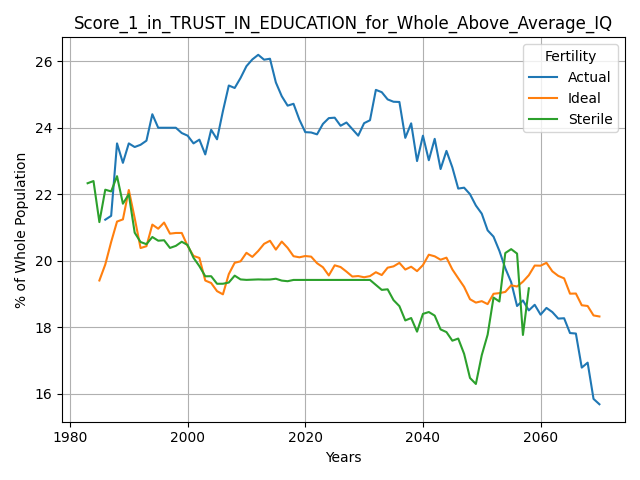 Score_1_in_TRUST_IN_EDUCATION_for_Whole_Above_Average_IQ
Fertility
Actual
Ideal
Sterile
% of Whole Population
26
24
22
20
18
16
1980
2000
2020
2040
2060
Years